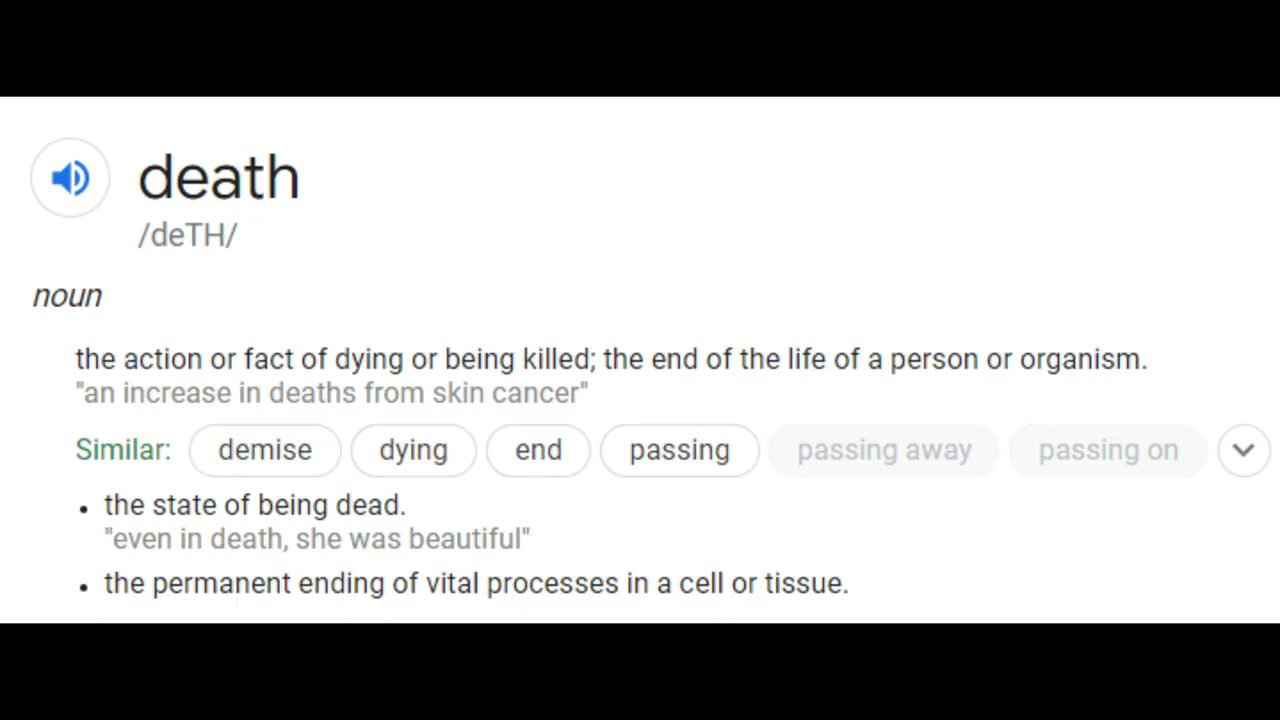 death
/deTH/
noun
the action or fact of dying or being killed; the end of the life of a person or organism.
"an increase in deaths from skin cancer"
Similar: demise dying end passing passing away passing on
• the state of being dead.
"even in death, she was beautiful"
• the permanent ending of vital processes in a cell or tissue.